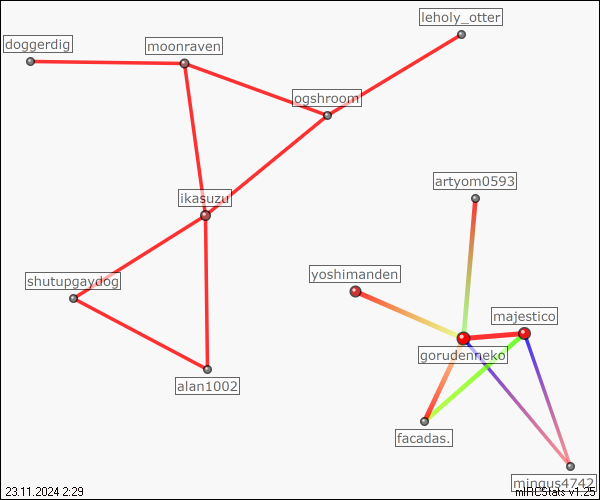 leholy_otter
doggerdig
moonraven
ogshroom
artyom0593
ikasuzu
yoshimanden
shutupgaydog
majestico
gorudenneko
alan1002
facadas.
mingus4742
23.11.2024 2:29
mIRCStats v1.25